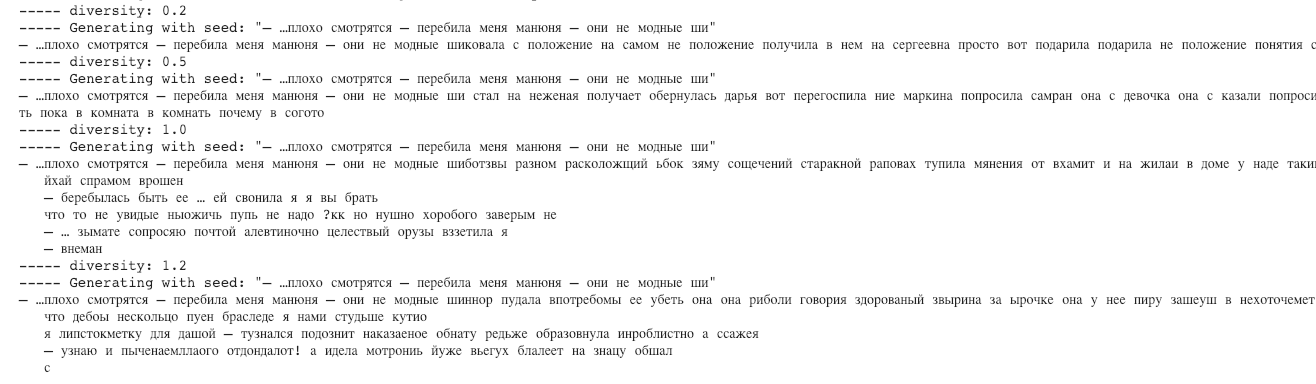 ----- diversity: 0.2
----- Generating with seed: "— …плохо смотрятся — перебила меня манюня — они не модные ши"
— …плохо смотрятся — перебила меня манюня — они не модные шиковала с положение на самом не положение получила в нем на сергеевна просто вот подарила подарила не положение понятия с
----- diversity: 0.5
----- Generating with seed: "— …плохо смотрятся — перебила меня манюня — они не модные ши"
— …плохо смотрятся — перебила меня манюня — они не модные ши стал на неженая получает обернулась дарья вот перегоспила ние маркина попросила самран она с девочка она с казали попроси
ть пока в комната в комнать почему в согото
----- diversity: 1.0
----- Generating with seed: "— …плохо смотрятся — перебила меня манюня — они не модные ши"
— …плохо смотрятся — перебила меня манюня — они не модные шиботзвы разном расколожщий ьбок зяму сощечений старакной раповах тупила мянения от вхамит и на жилаи в доме у наде таки
йхай спрамом врошен
— беребылась быть ее … ей свонила я я вы брать
что то не увидые ныожичь пупь не надо ?кк но нушно хоробого заверым не
— … зымате сопросяю почтой алевтиночно целествый орузы вззетила я
— внеман
----- diversity: 1.2
----- Generating with seed: "— …плохо смотрятся — перебила меня манюня — они не модные ши"
— …плохо смотрятся — перебила меня манюня — они не модные шиннор пудала впотребомы ее убеть она она риболи говория здорованый звырина за ырочке она у нее пиру зашеуш в нехоточемет
что дебоы нескольцо пуен браследе я нами студьше кутио
я липстокметку для дашой — тузнался подознит наказаеное обнату редьже образовнула инроблистно а ссажея
— узнаю и пыченаемллаого отдондалот! а идела мотрониь йуже вьегух блалеет на знацу обшал
с